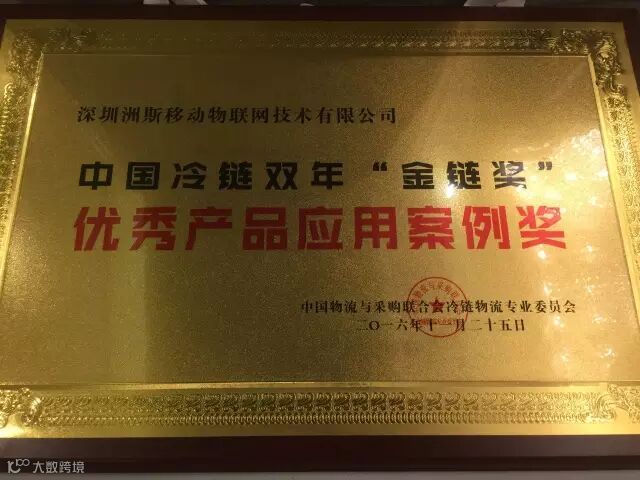 深圳洲斯移动物联网技术有限公司
中国冷链双年“金链奖”
优秀产品应用案例奖
中国物流与采购联合会冷链物流专业委员会
二〇一六年十一月二十五日
大数跨境